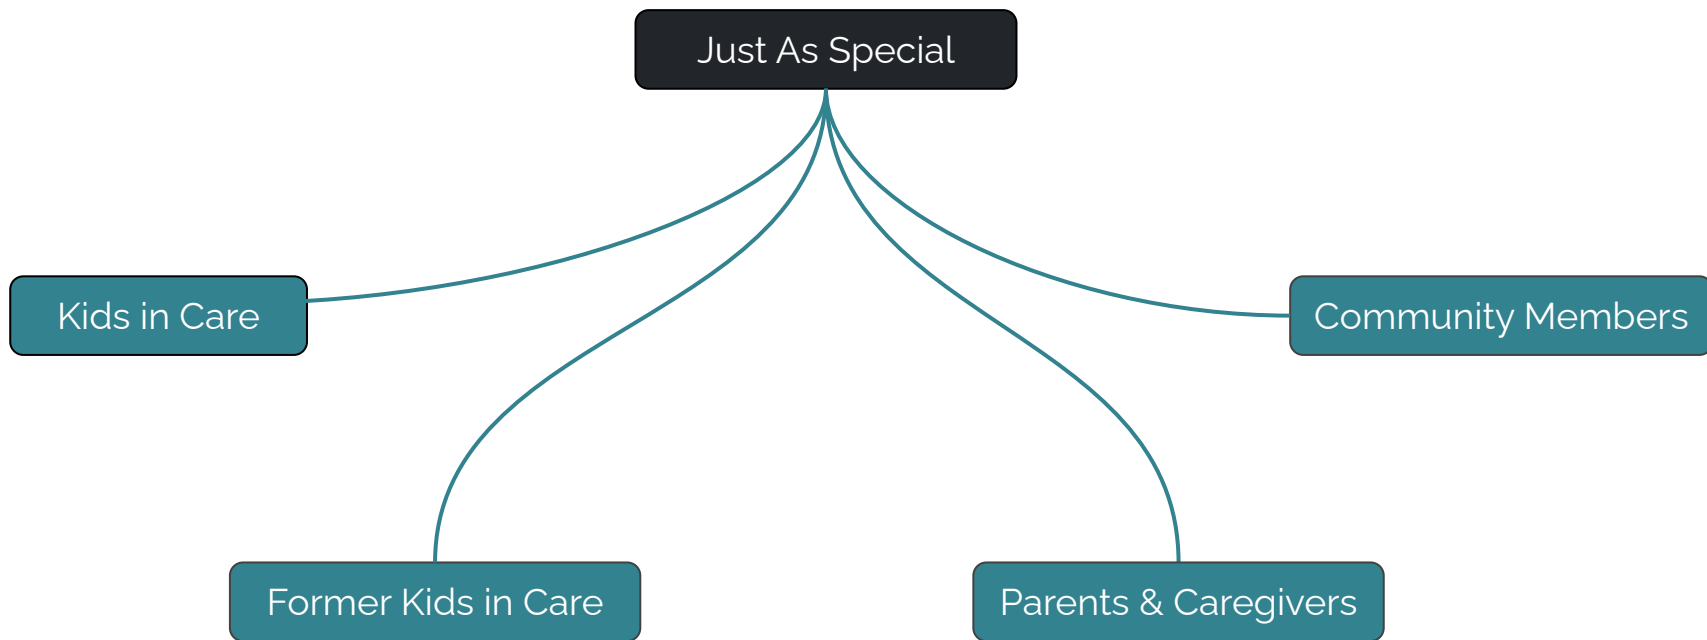 Just As Special
Kids in Care
Community Members
Former Kids in Care
Parents & Caregivers